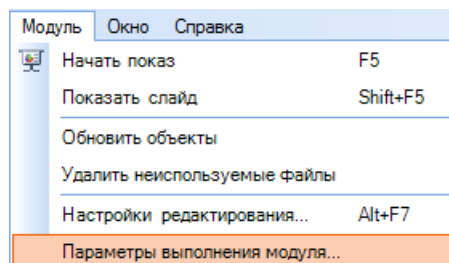 Модуль Окно Справка
Начать показ F5
Показать слайд Shift+F5
Обновить объекты
Удалить неиспользуемые файлы
Настройки редактирования... Alt+F7
Параметры выполнения модуля...